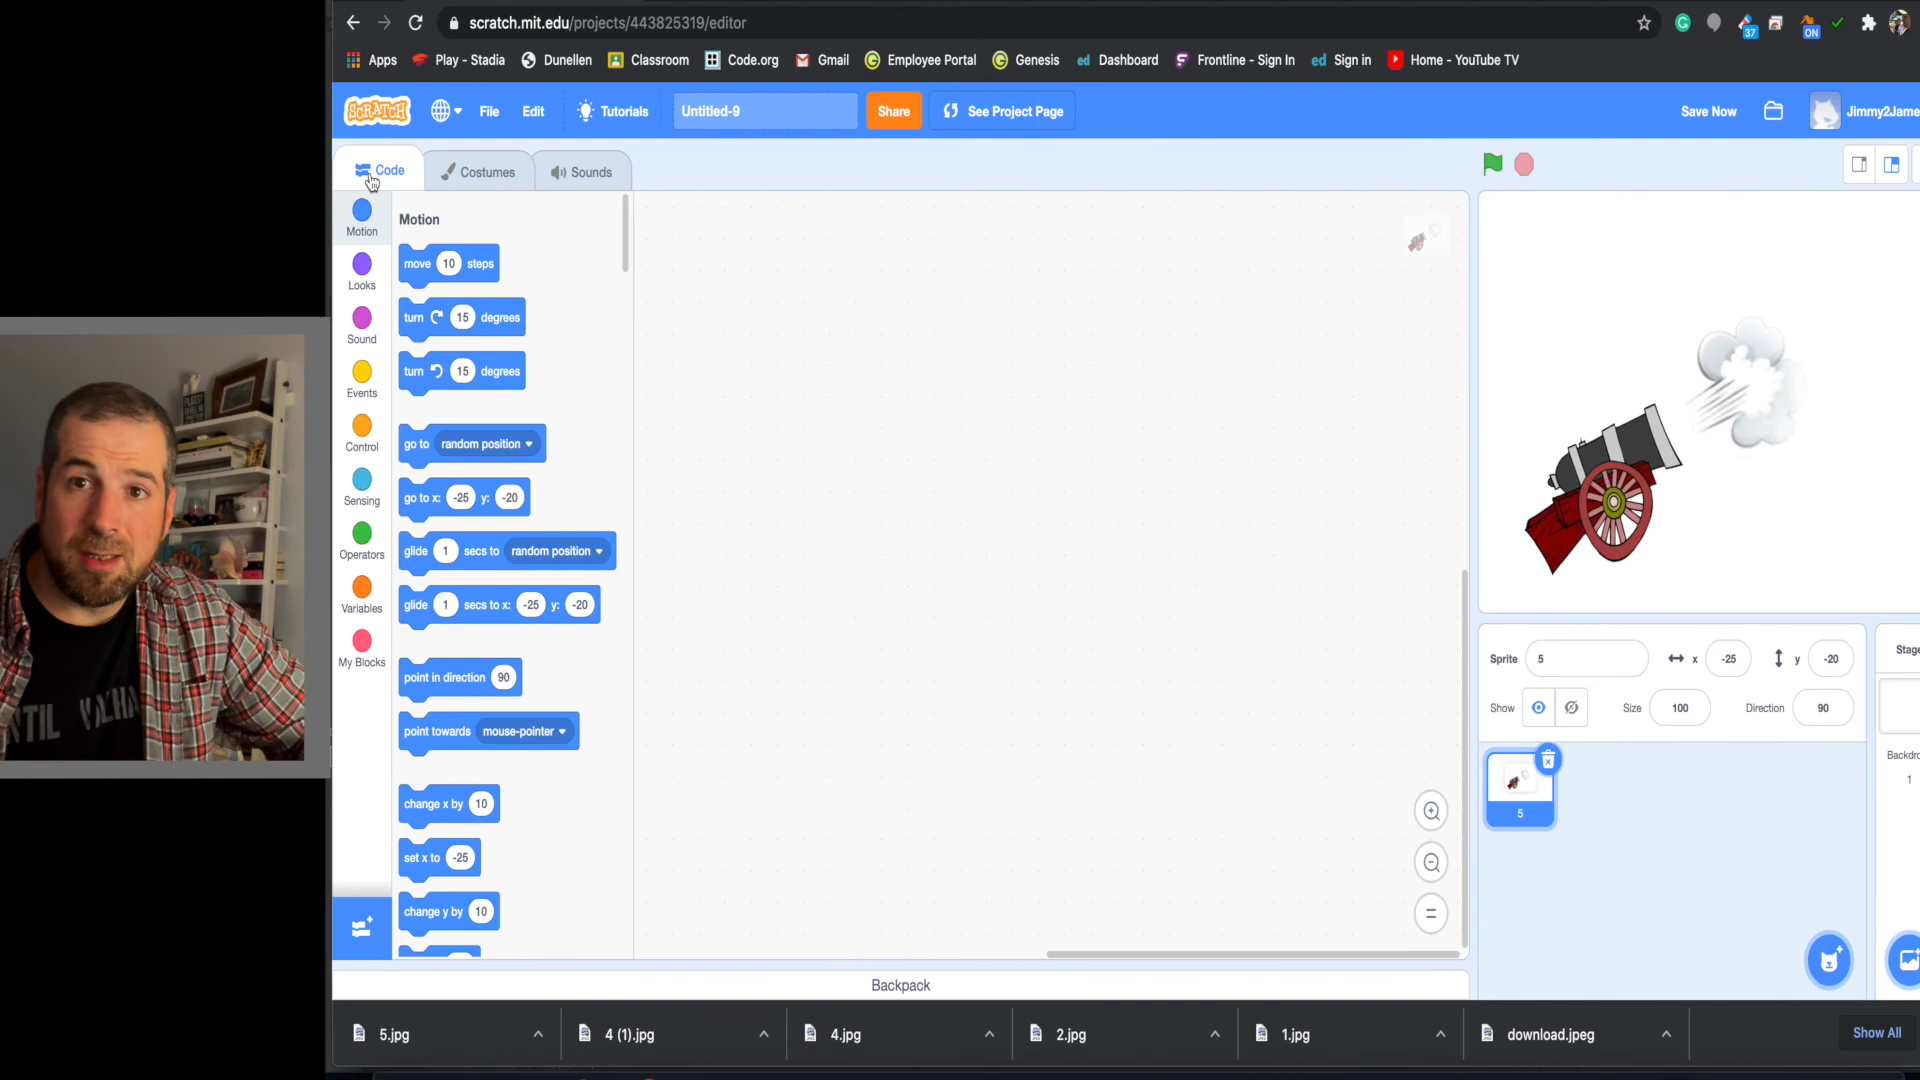 scratch.mit.edu/projects/443825319/editor
37
ON
Apps
Play - Stadia
Dunellen
Classroom
Code.org
Gmail
Employee Portal
Genesis
ed Dashboard
Frontline - Sign In
ed Sign in
Home - YouTube TV
SCRATCH
File
Edit
Tutorials
Untitled-9
Share
See Project Page
Save Now
Jimmy2Jame
Code
Costumes
Sounds
Motion
Looks
Sound
Events
Control
Sensing
Operators
Variables
My Blocks
Motion
move 10 steps
turn 15 degrees
turn 15 degrees
go to random position
go to x: -25 y: -20
glide 1 secs to random position
glide 1 secs to x: -25 y: -20
point in direction 90
point towards mouse-pointer
change x by 10
set x to -25
change y by 10
Sprite 5
x -25
y -20
Show
Size 100
Direction 90
5
Stage
Backdro
1
Backpack
5.jpg
4 (1).jpg
4.jpg
2.jpg
1.jpg
download.jpeg
Show All